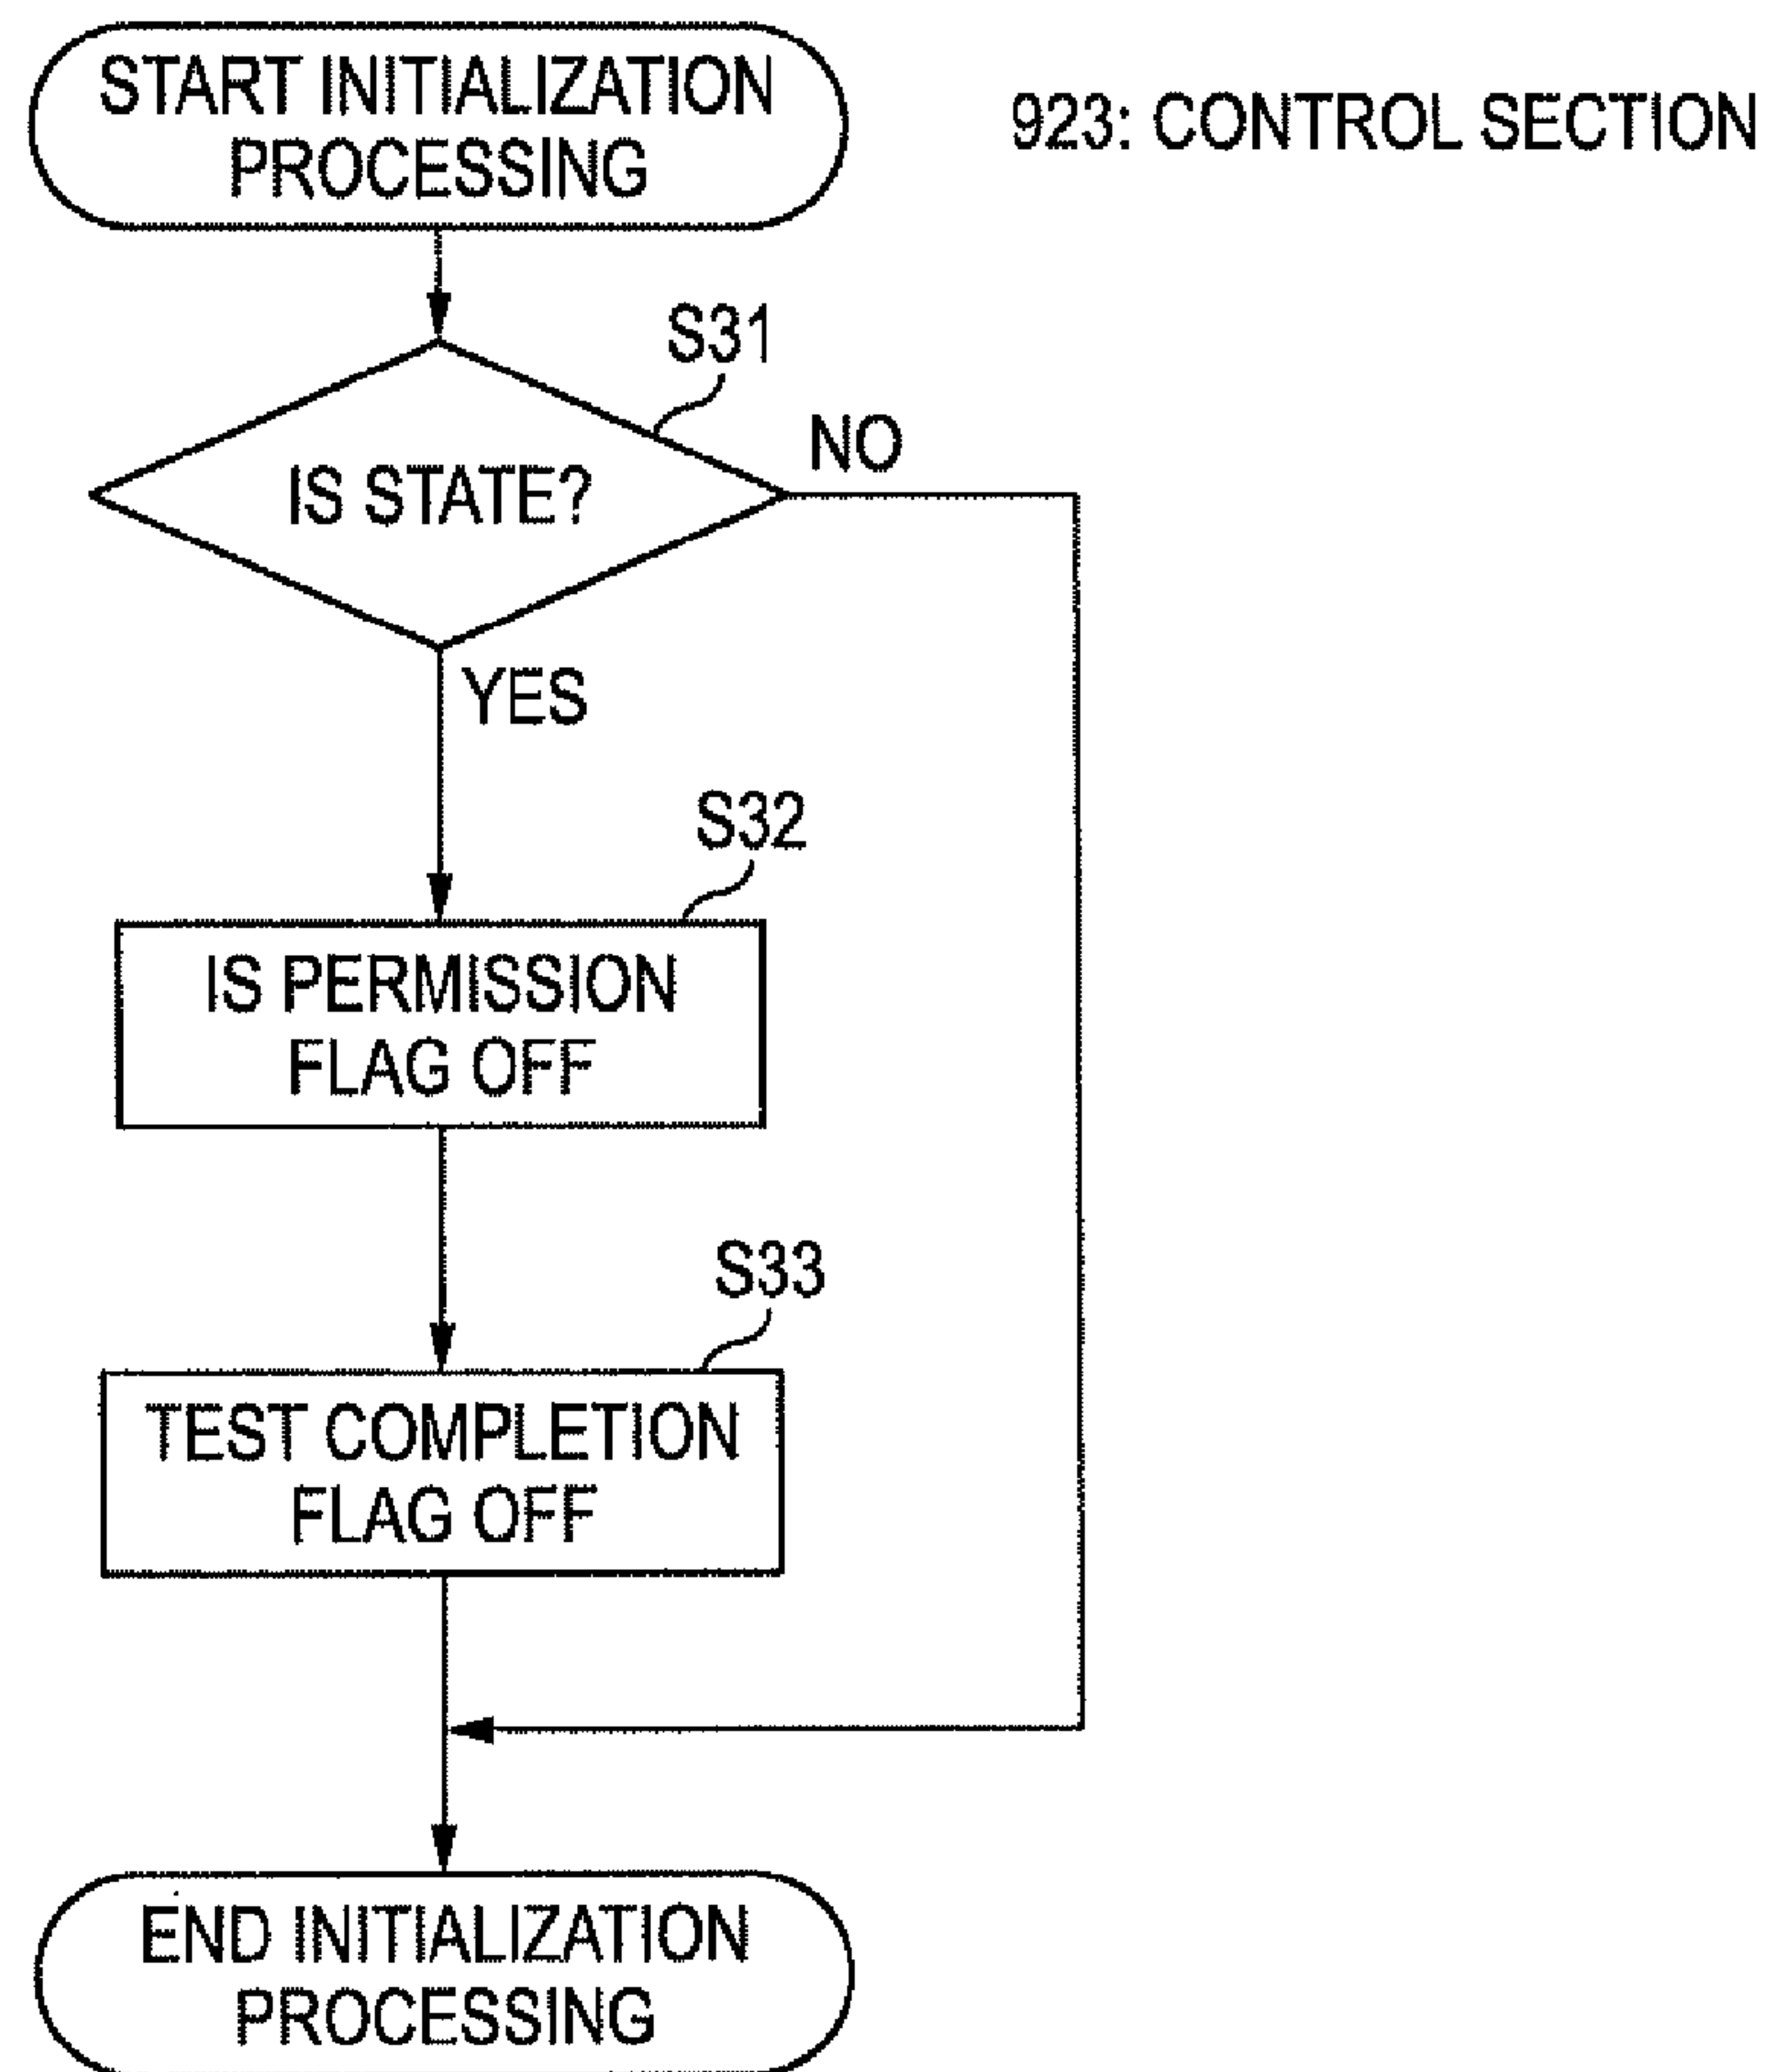 START INITIALIZATION
PROCESSING
923: CONTROL SECTION
S31
NO
IS STATE?
YES
S32
IS PERMISSION
FLAG OFF
S33
TEST COMPLETION
FLAG OFF
END INITIALIZATION
PROCESSING